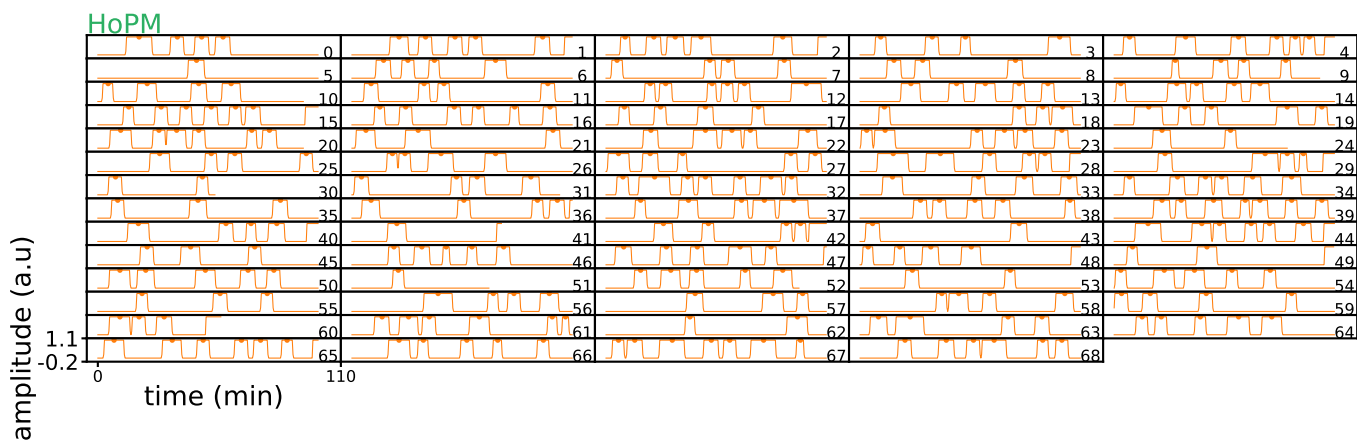 HoPM
0 1 2 3 4
5 6 7 8 9
10 11 12 13 14
15 16 17 18 19
20 21 22 23 24
25 26 27 28 29
30 31 32 33 34
35 36 37 38 39
40 41 42 43 44
45 46 47 48 49
50 51 52 53 54
55 56 57 58 59
60 61 62 63 64
1.1
-0.2 65 66 67 68
0 110
time (min)
amplitude (a.u)